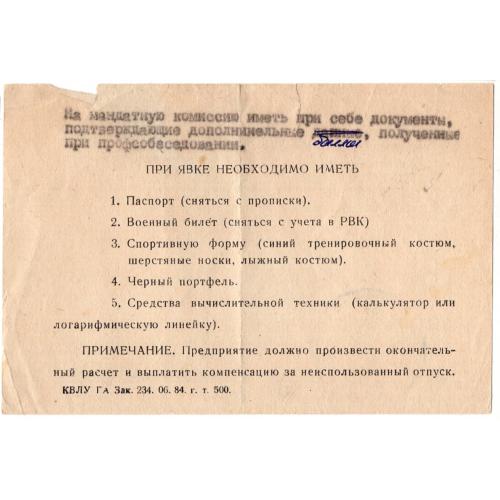 На мандатную комиссию иметь при себе документы,
подтверждающие дополнительные данные, полученные
баллы
при профсобеседовании.
ПРИ ЯВКЕ НЕОБХОДИМО ИМЕТЬ
1. Паспорт (сняться с прописки).
2. Военный билет (сняться с учета в РВК)
3. Спортивную форму (синий тренировочный костюм,
шерстяные носки, лыжный костюм).
4. Черный портфель.
5. Средства вычислительной техники (калькулятор или
логарифмическую линейку).
ПРИМЕЧАНИЕ. Предприятие должно произвести окончатель-
ный расчет и выплатить компенсацию за неиспользованный отпуск.
КВЛУ ГА Зак. 234. 06. 84. г. т. 500.